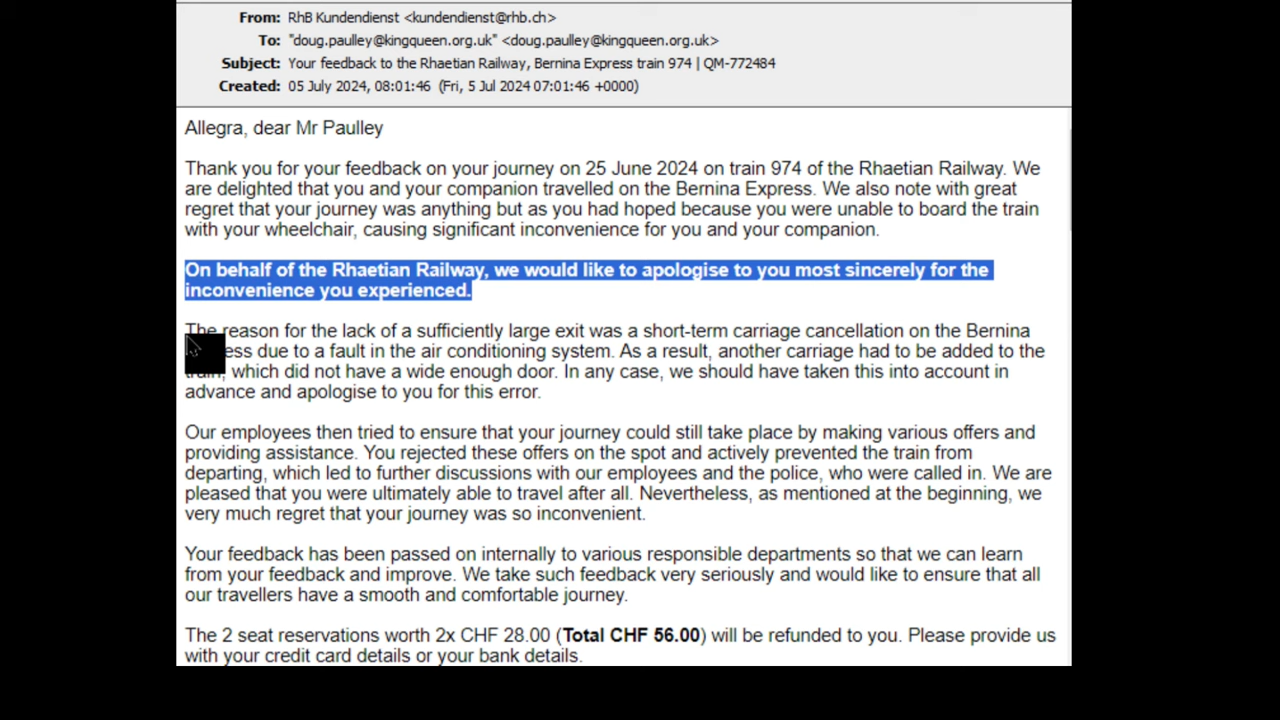 From: RhB Kundendienst <kundendienst@rhb.ch>
To: "doug.paulley@kingqueen.org.uk" <doug.paulley@kingqueen.org.uk>
Subject: Your feedback to the Rhaetian Railway, Bernina Express train 974 | QM-772484
Created: 05 July 2024, 08:01:46 (Fri, 5 Jul 2024 07:01:46 +0000)
Allegra, dear Mr Paulley
Thank you for your feedback on your journey on 25 June 2024 on train 974 of the Rhaetian Railway. We
are delighted that you and your companion travelled on the Bernina Express. We also note with great
regret that your journey was anything but as you had hoped because you were unable to board the train
with your wheelchair, causing significant inconvenience for you and your companion.
On behalf of the Rhaetian Railway, we would like to apologise to you most sincerely for the
inconvenience you experienced.
The reason for the lack of a sufficiently large exit was a short-term carriage cancellation on the Bernina
ess due to a fault in the air conditioning system. As a result, another carriage had to be added to the
train, which did not have a wide enough door. In any case, we should have taken this into account in
advance and apologise to you for this error.
Our employees then tried to ensure that your journey could still take place by making various offers and
providing assistance. You rejected these offers on the spot and actively prevented the train from
departing, which led to further discussions with our employees and the police, who were called in. We are
pleased that you were ultimately able to travel after all. Nevertheless, as mentioned at the beginning, we
very much regret that your journey was so inconvenient.
Your feedback has been passed on internally to various responsible departments so that we can learn
from your feedback and improve. We take such feedback very seriously and would like to ensure that all
our travellers have a smooth and comfortable journey.
The 2 seat reservations worth 2x CHF 28.00 (Total CHF 56.00) will be refunded to you. Please provide us
with your credit card details or your bank details.